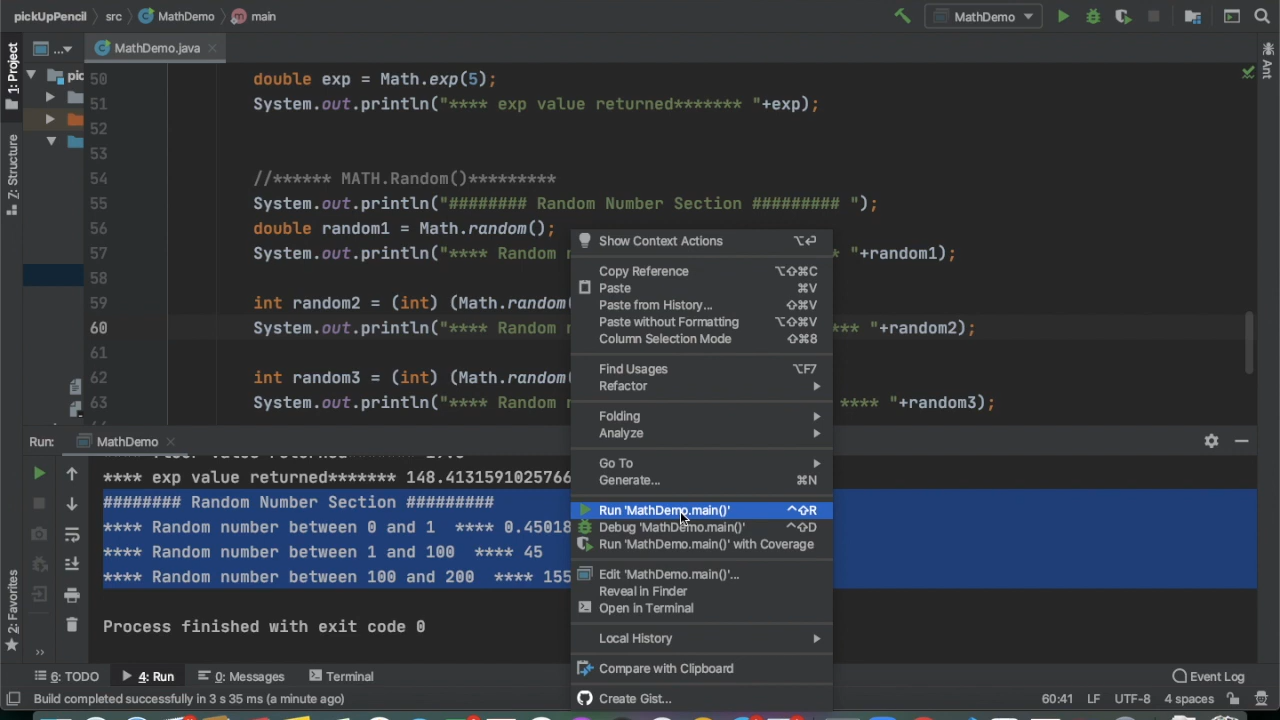 pickUpPencil src MathDemo main
MathDemo
1: Project
...
MathDemo.java
Ant
50 double exp = Math.exp(5);
51 System.out.println("**** exp value returned******* "+exp);
52
53
54 //****** MATH.Random()*********
55 System.out.println("######## Random Number Section ######### ");
56 double random1 = Math.random();
57 System.out.println("**** Random * "+random1);
58
59 int random2 = (int) (Math.random
60 System.out.println("**** Random *** "+random2);
61
62 int random3 = (int) (Math.random
63 System.out.println("**** Random **** "+random3);
Z: Structure
2: Favorites
Show Context Actions ⌥⏎
Copy Reference ⌥⇧⌘C
Paste ⌘V
Paste from History... ⇧⌘V
Paste without Formatting ⌥⇧⌘V
Column Selection Mode ⇧⌘8
Find Usages ⌥F7
Refactor
Folding
Analyze
Go To
Generate... ⌘N
Run 'MathDemo.main()' ^⇧R
Debug 'MathDemo.main()' ^⇧D
Run 'MathDemo.main()' with Coverage
Edit 'MathDemo.main()'...
Reveal in Finder
Open in Terminal
Local History
Compare with Clipboard
Create Gist...
Run: MathDemo
**** exp value returned******* 148.4131591025766
######## Random Number Section #########
**** Random number between 0 and 1 **** 0.45018
**** Random number between 1 and 100 **** 45
**** Random number between 100 and 200 **** 155
Process finished with exit code 0
6: TODO 4: Run 0: Messages Terminal Event Log
Build completed successfully in 3 s 35 ms (a minute ago) 60:41 LF UTF-8 4 spaces